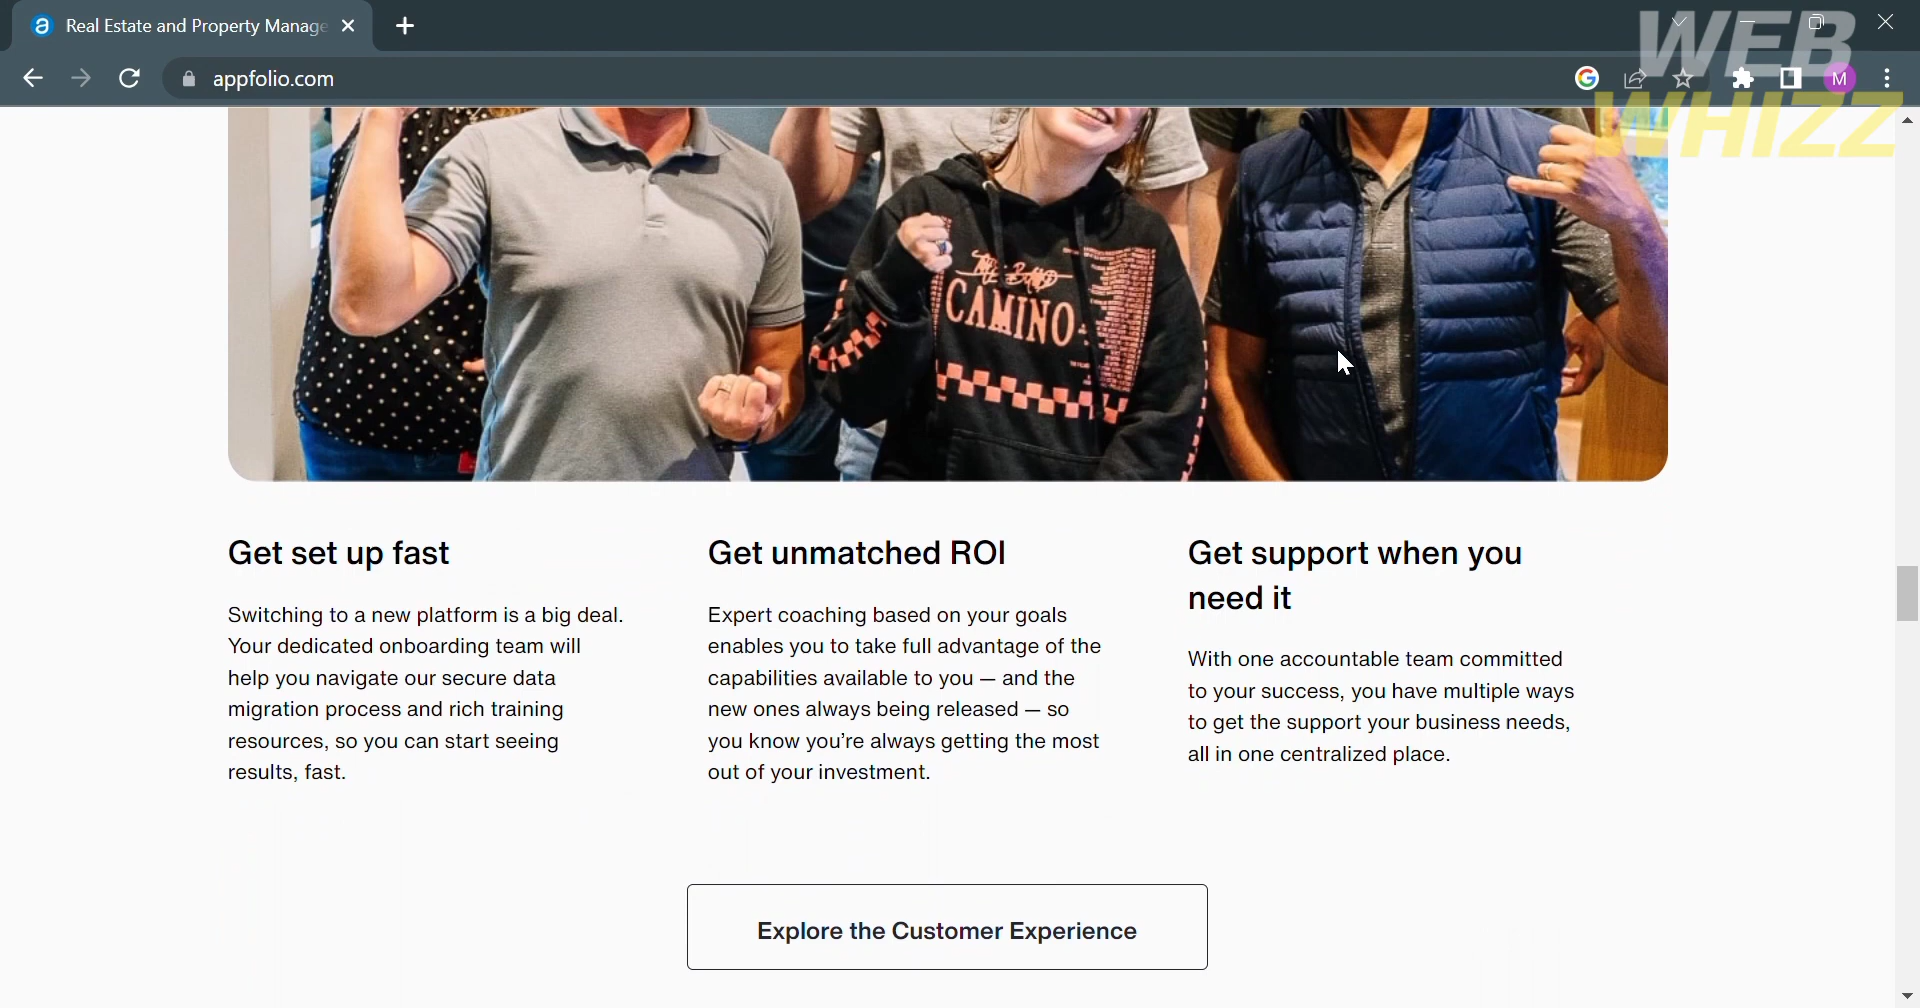 Real Estate and Property Manage
WEB
WHIZZ
appfolio.com
M
CAMINO
Get set up fast
Switching to a new platform is a big deal.
Your dedicated onboarding team will
help you navigate our secure data
migration process and rich training
resources, so you can start seeing
results, fast.
Get unmatched ROI
Expert coaching based on your goals
enables you to take full advantage of the
capabilities available to you — and the
new ones always being released — so
you know you’re always getting the most
out of your investment.
Get support when you
need it
With one accountable team committed
to your success, you have multiple ways
to get the support your business needs,
all in one centralized place.
Explore the Customer Experience